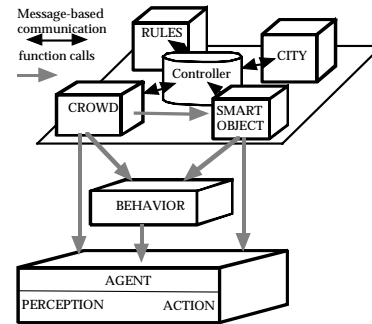 Message-based
communication
function calls
RULES
CITY
Controller
CROWD
SMART
OBJECT
BEHAVIOR
AGENT
PERCEPTION
ACTION